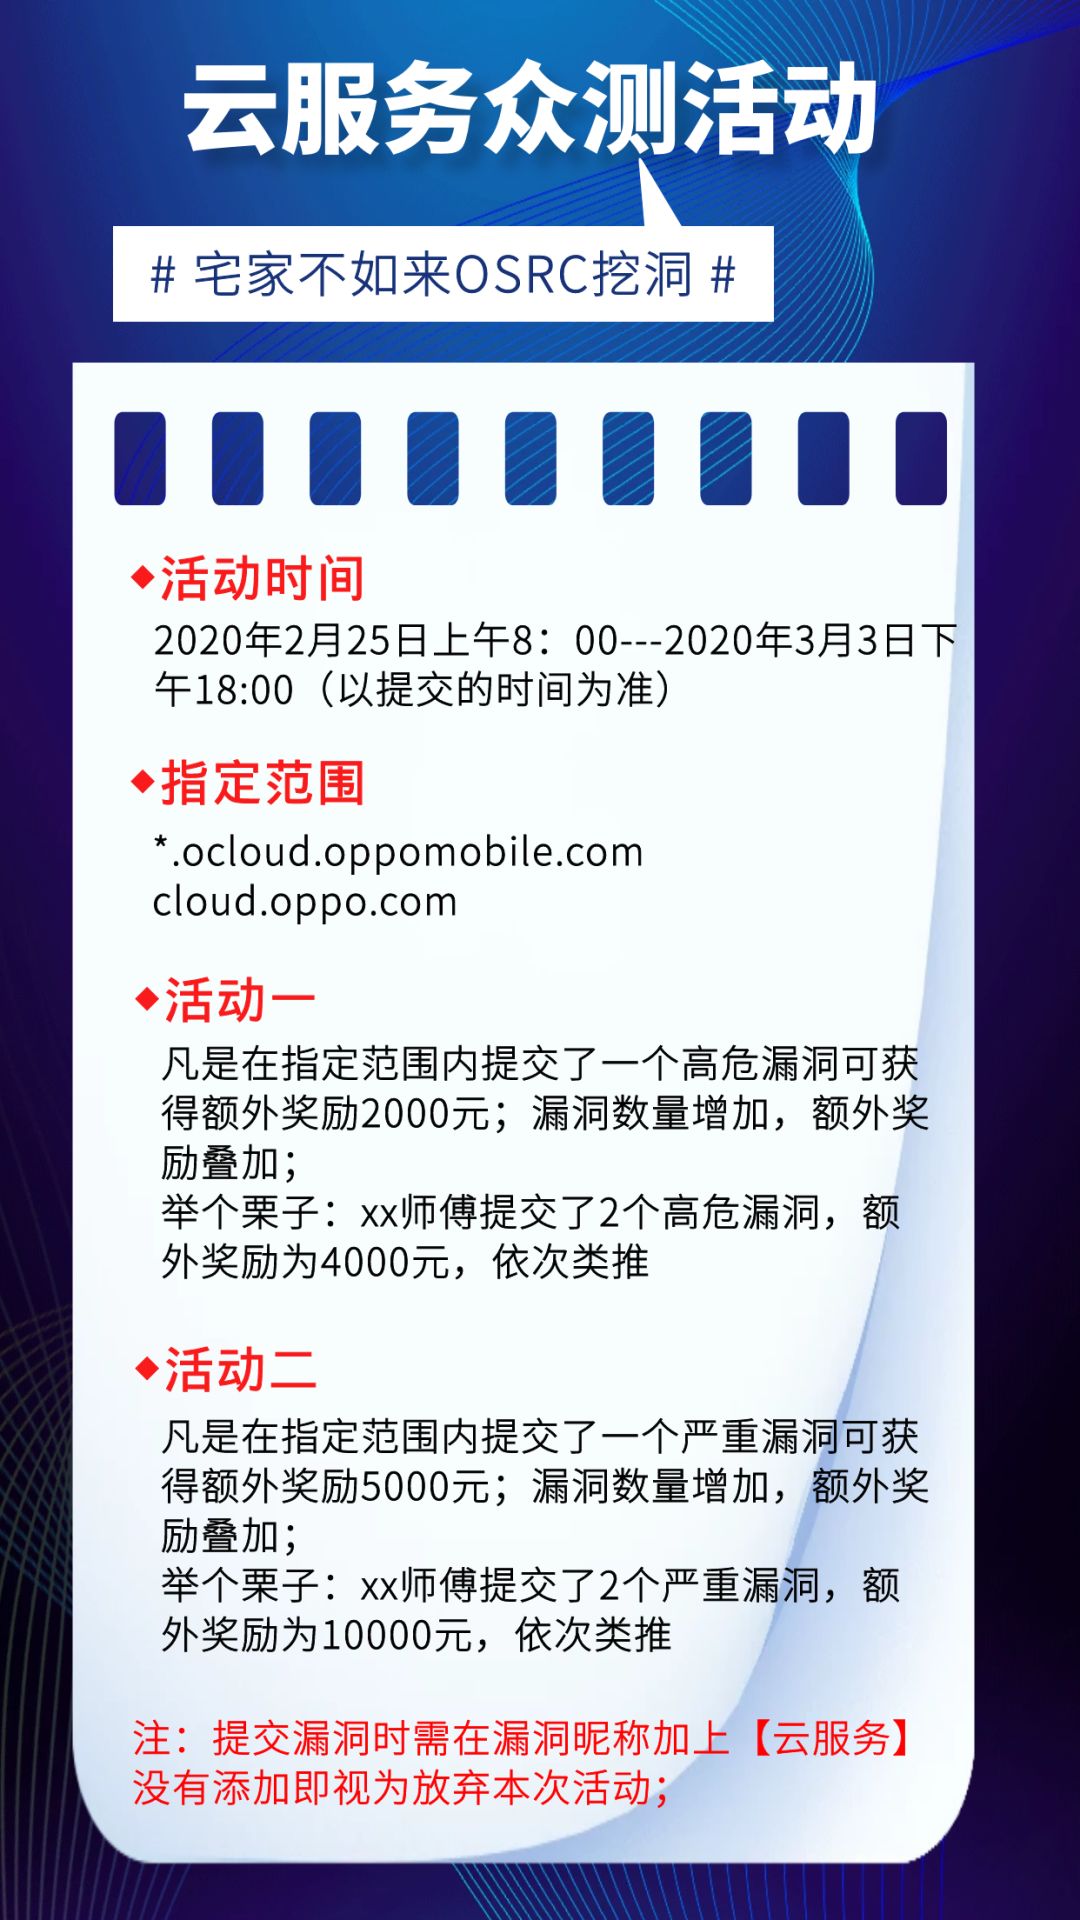 云服务众测活动
# 宅家不如来OSRC挖洞 #
◆活动时间
2020年2月25日上午8：00---2020年3月3日下
午18:00（以提交的时间为准）
◆指定范围
*.ocloud.oppomobile.com
cloud.oppo.com
◆活动一
凡是在指定范围内提交了一个高危漏洞可获
得额外奖励2000元；漏洞数量增加，额外奖
励叠加；
举个栗子：xx师傅提交了2个高危漏洞，额
外奖励为4000元，依次类推
◆活动二
凡是在指定范围内提交了一个严重漏洞可获
得额外奖励5000元；漏洞数量增加，额外奖
励叠加；
举个栗子：xx师傅提交了2个严重漏洞，额
外奖励为10000元，依次类推
注：提交漏洞时需在漏洞昵称加上【云服务】
没有添加即视为放弃本次活动；